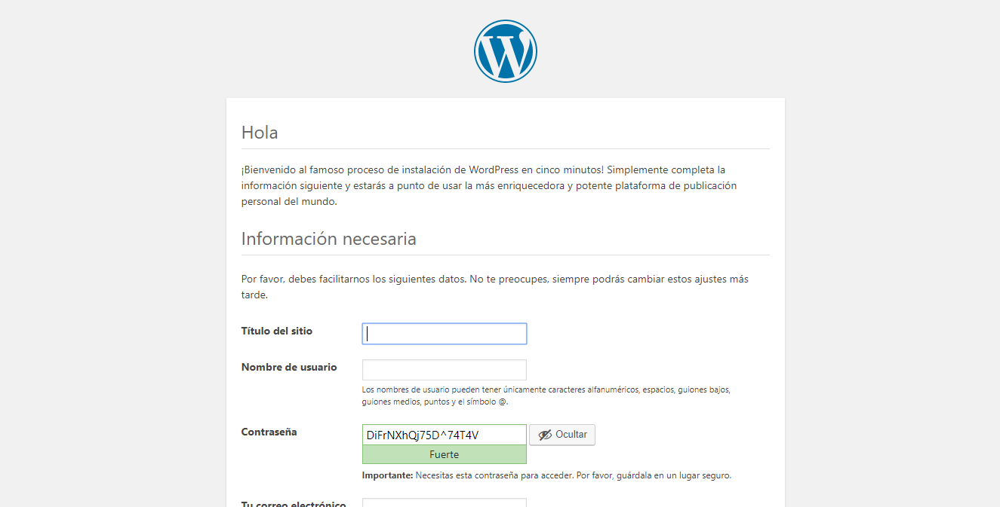 Hola
¡Bienvenido al famoso proceso de instalación de WordPress en cinco minutos! Simplemente completa la
información siguiente y estarás a punto de usar la más enriquecedora y potente plataforma de publicación
personal del mundo.
Información necesaria
Por favor, debes facilitarnos los siguientes datos. No te preocupes, siempre podrás cambiar estos ajustes más
tarde.
Título del sitio
Nombre de usuario
Los nombres de usuario pueden tener únicamente caracteres alfanuméricos, espacios, guiones bajos,
guiones medios, puntos y el símbolo @.
Contraseña
DiFrNXhQj75D^74T4V
Ocultar
Fuerte
Importante: Necesitas esta contraseña para acceder. Por favor, guárdala en un lugar seguro.
Tu correo electrónico